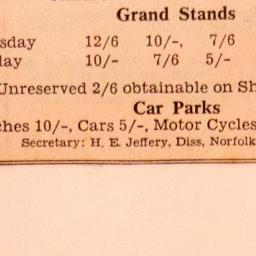 Grand Stands
sday 12/6 10/-, 7/6
lay 10/- 7/6 5/-
Unreserved 2/6 obtainable on Sh
Car Parks
ches 10/-, Cars 5/-, Motor Cycles
Secretary: H. E. Jeffery, Diss, Norfolk